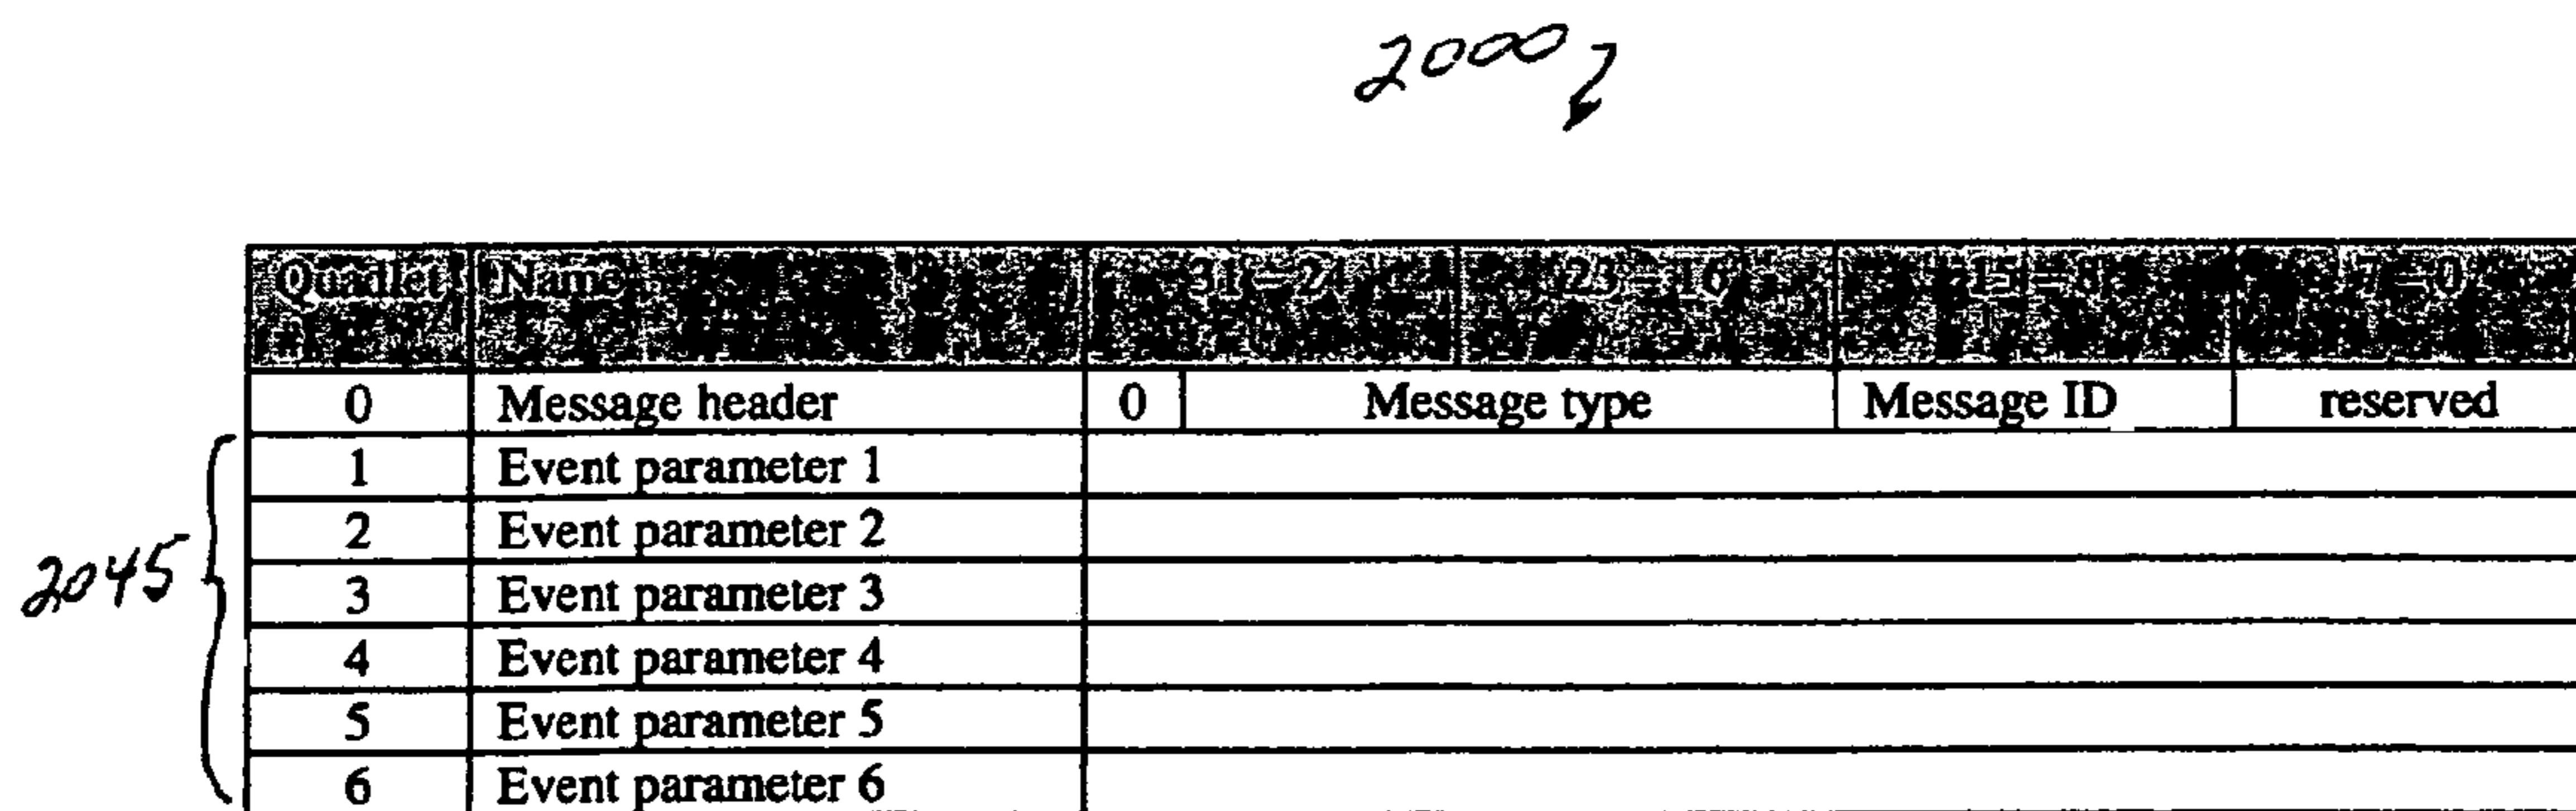 2000
Quadlet Name 31 – 24 23 – 16 15 – 8 7 – 0
0 Message header 0 Message type Message ID reserved
1 Event parameter 1
2 Event parameter 2
2045
3 Event parameter 3
4 Event parameter 4
5 Event parameter 5
6 Event parameter 6